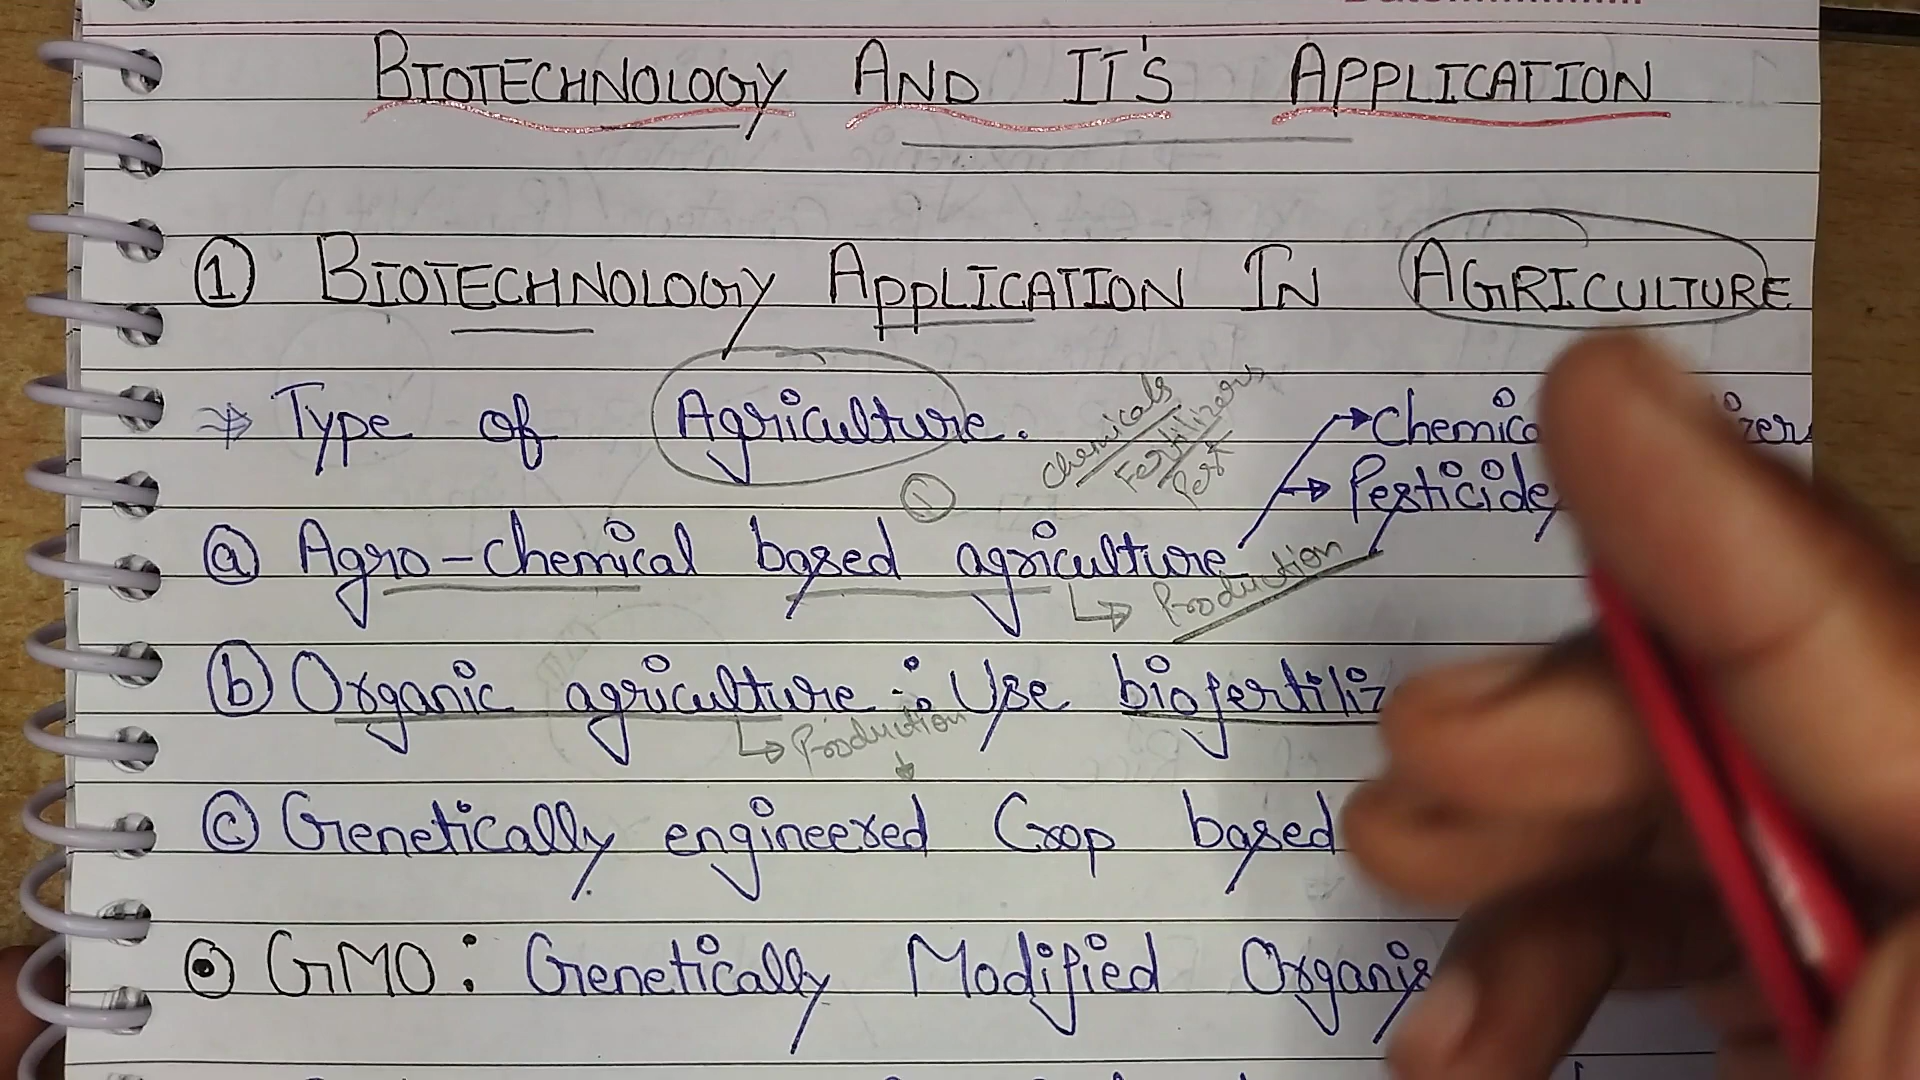 BIOTECHNOLOGY AND IT'S APPLICATION
① BIOTECHNOLOGY APPLICATION IN AGRICULTURE
⇒ Type of Agriculture.
Chemicals
Fertilizers
Pest
→ Chemica
→ Pesticide
ⓐ Agro-chemical based agriculture
①
↳ Production
ⓑ Organic agriculture : Use biofertiliz
↳ Production
↓
ⓒ Genetically engineered Crop based
⊙ GMO : Genetically Modified Organis